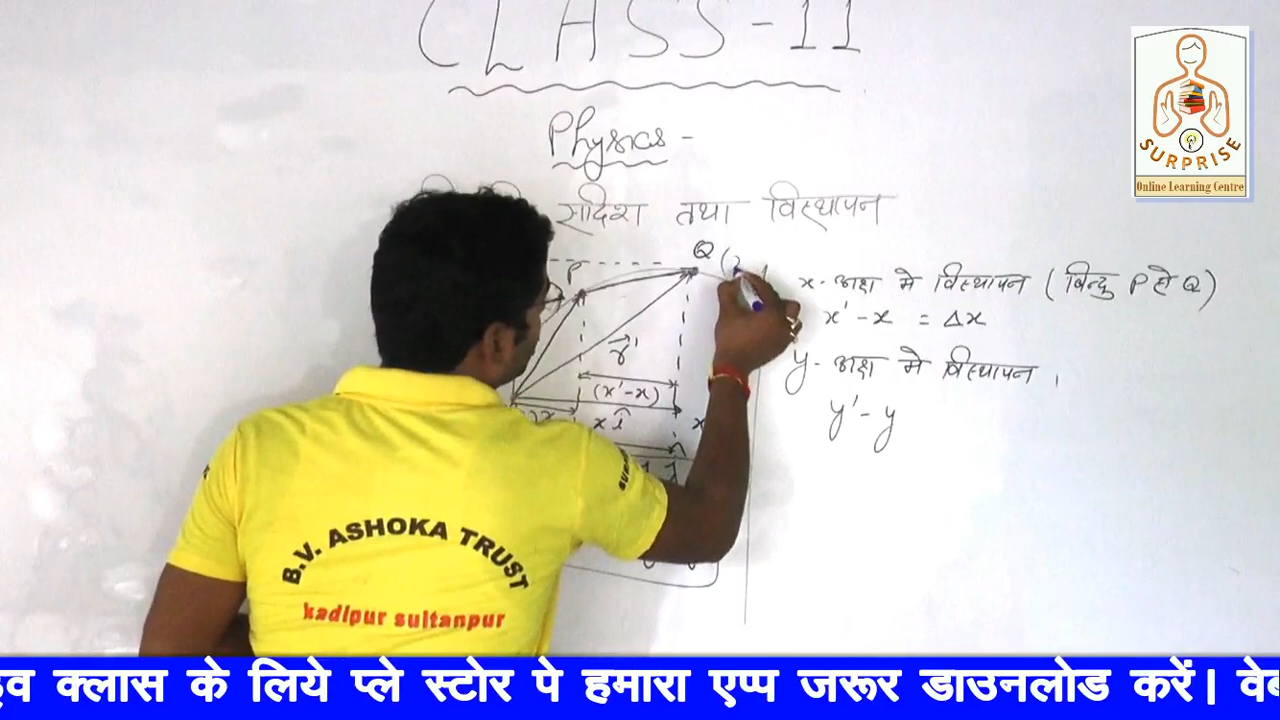 CLASS-11
Physics -
सदिश तथा विस्थापन
P
Q (
x - अक्ष मे विस्थापन ( बिन्दु P से Q )
x' - x = Δx
y - अक्ष मे विस्थापन ।
y' - y
r⃗'
(x'-x)
x
x î
x
SURPRISE
Online Learning Centre
B.V. ASHOKA TRUST
kadipur sultanpur
क्लास के लिये प्ले स्टोर पे हमारा एप्प जरूर डाउनलोड करें|